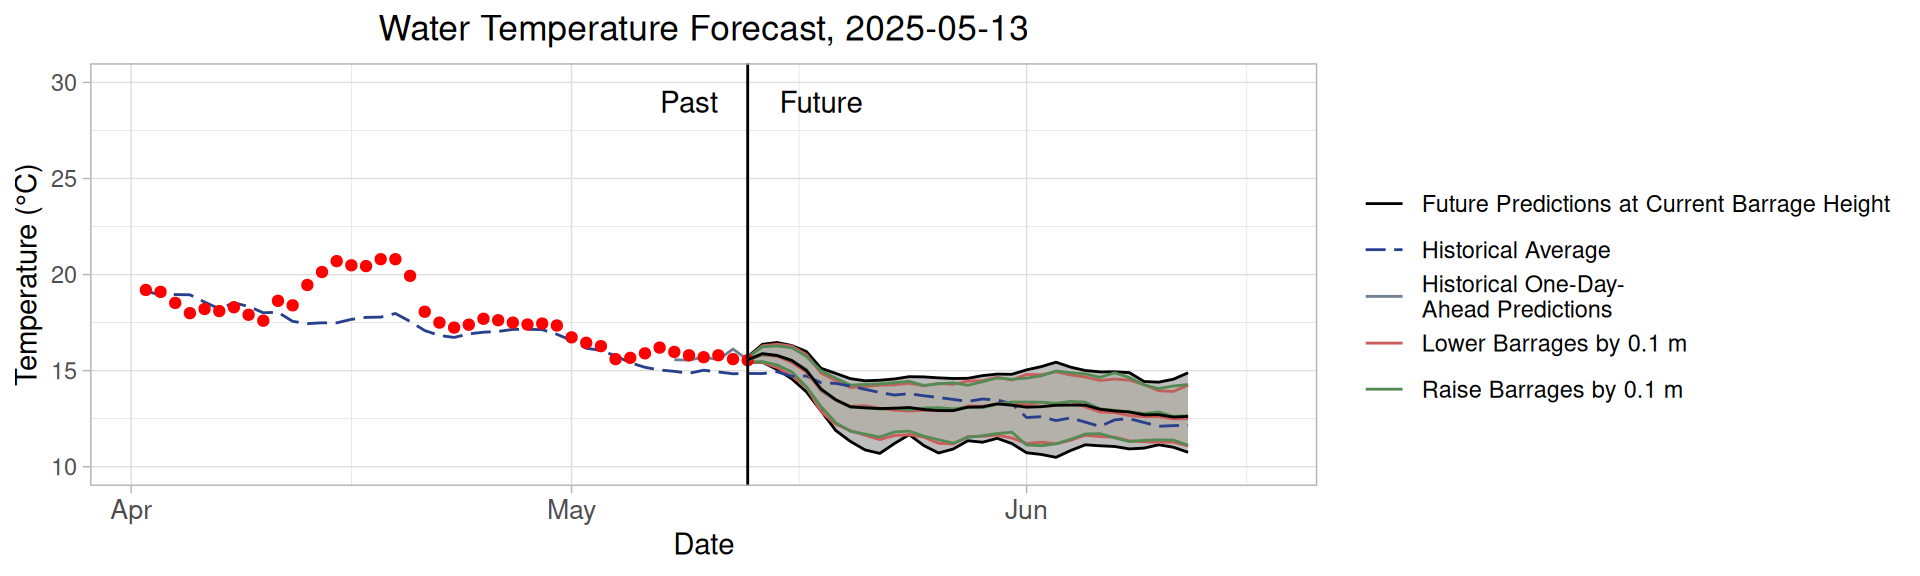 Water Temperature Forecast, 2025-05-13
30
25
20
15
10
Temperature (°C)
Past
Future
Apr
May
Jun
Date
Future Predictions at Current Barrage Height
Historical Average
Historical One-Day-
Ahead Predictions
Lower Barrages by 0.1 m
Raise Barrages by 0.1 m